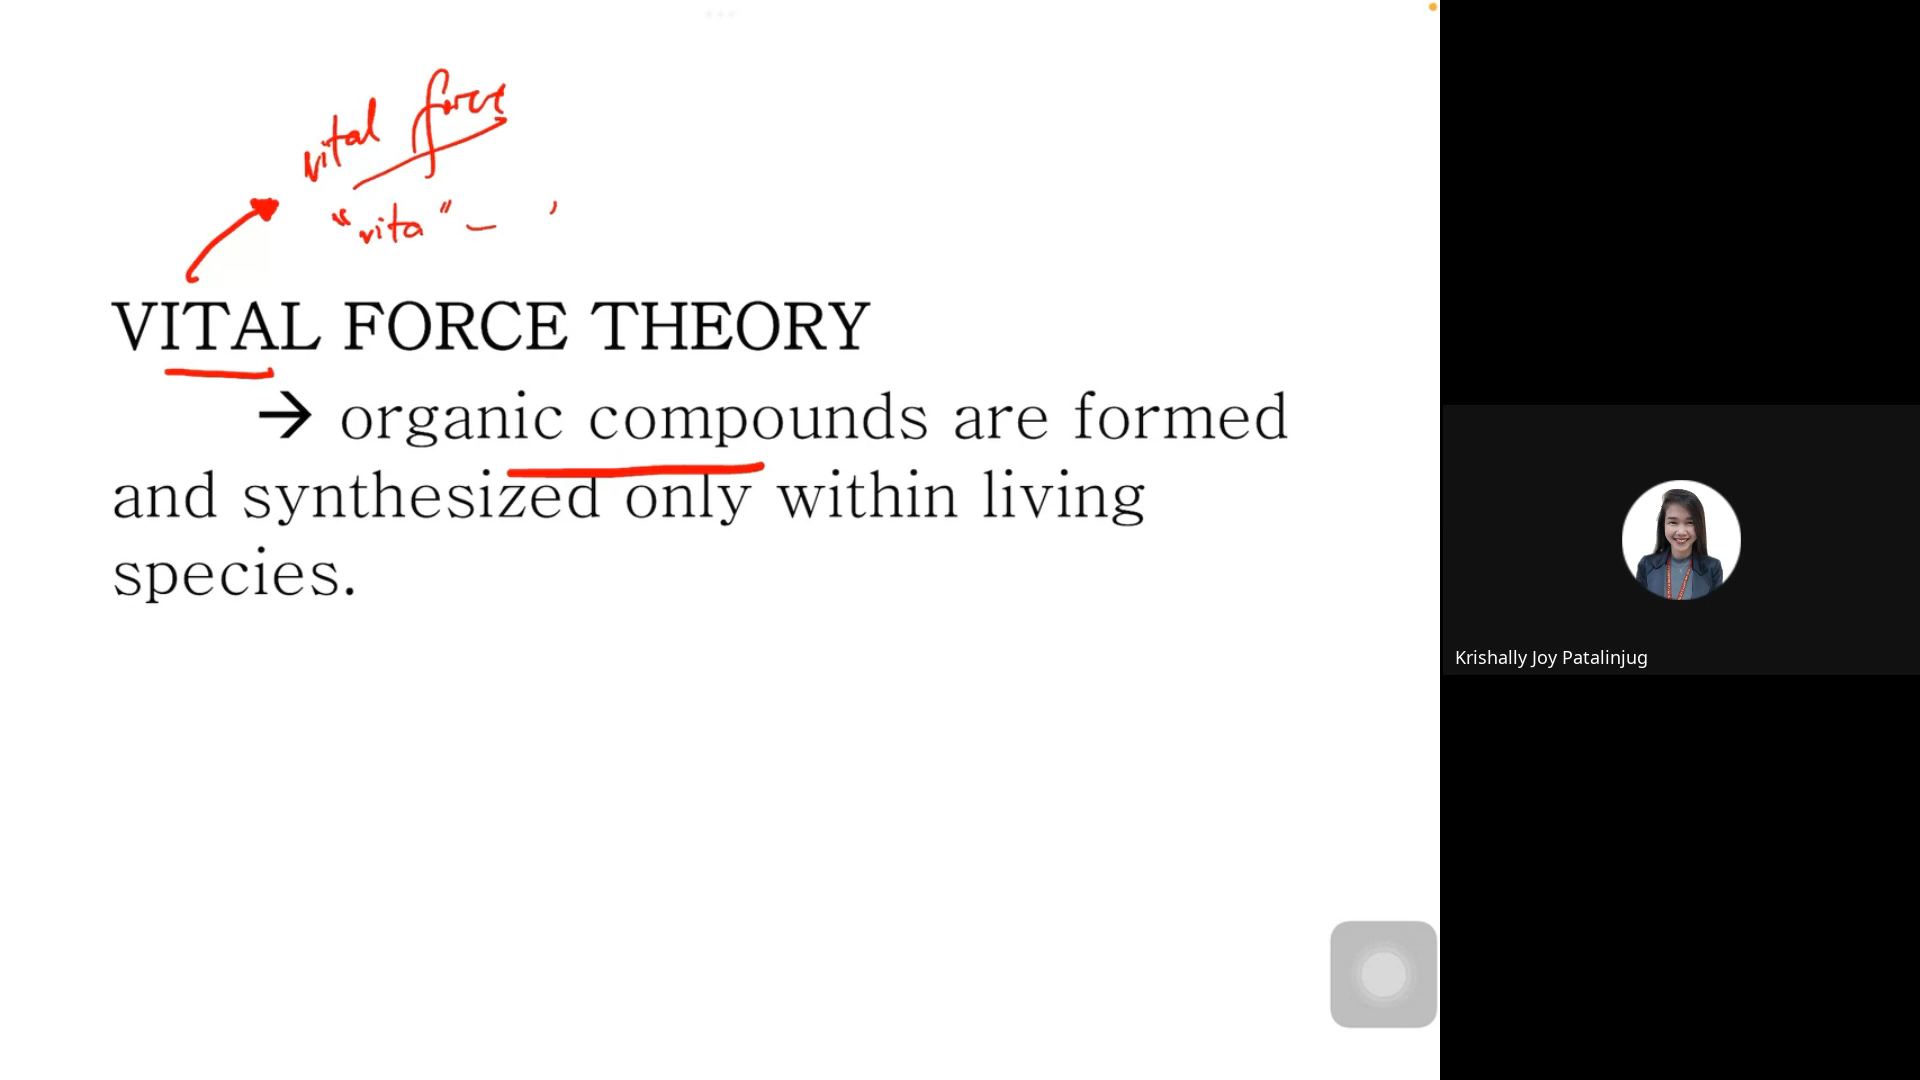 vital force
"vita" - '
VITAL FORCE THEORY
→ organic compounds are formed
and synthesized only within living
species.
Krishally Joy Patalinjug